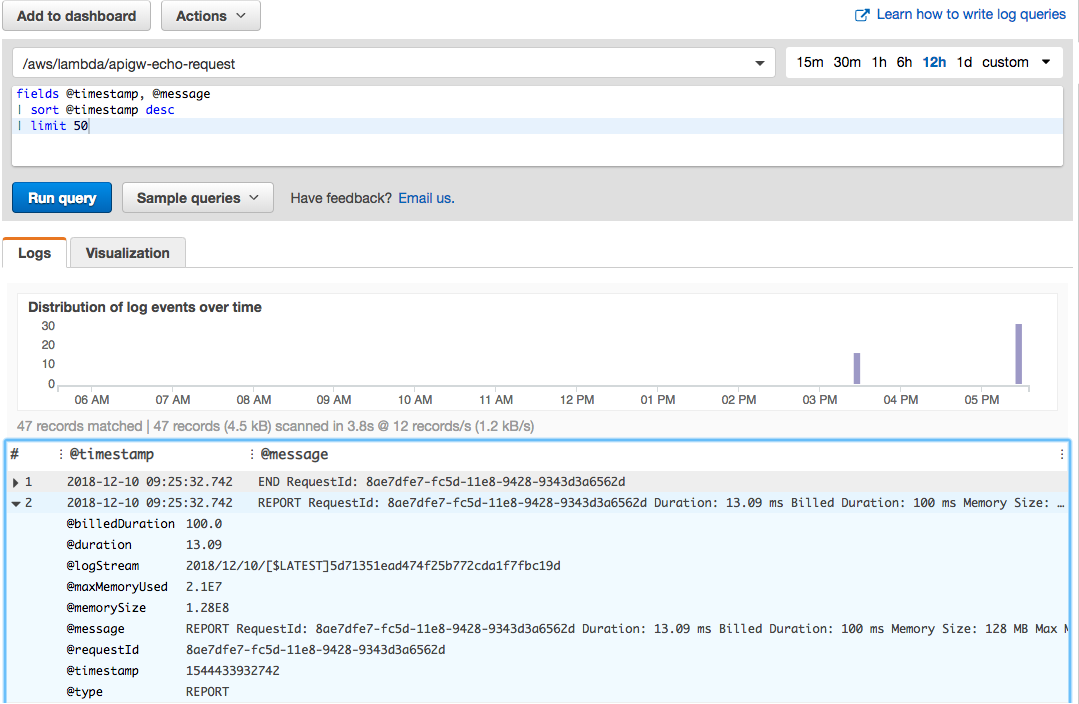 Add to dashboard Actions Learn how to write log queries
/aws/lambda/apigw-echo-request 15m 30m 1h 6h 12h 1d custom
fields @timestamp, @message
| sort @timestamp desc
| limit 50
Run query Sample queries Have feedback? Email us.
Logs Visualization
Distribution of log events over time
30
20
10
0
06 AM 07 AM 08 AM 09 AM 10 AM 11 AM 12 PM 01 PM 02 PM 03 PM 04 PM 05 PM
47 records matched | 47 records (4.5 kB) scanned in 3.8s @ 12 records/s (1.2 kB/s)
# : @timestamp : @message :
1 2018-12-10 09:25:32.742 END RequestId: 8ae7dfe7-fc5d-11e8-9428-9343d3a6562d
2 2018-12-10 09:25:32.742 REPORT RequestId: 8ae7dfe7-fc5d-11e8-9428-9343d3a6562d Duration: 13.09 ms Billed Duration: 100 ms Memory Size: …
@billedDuration 100.0
@duration 13.09
@logStream 2018/12/10/[$LATEST]5d71351ead474f25b772cda1f7fbc19d
@maxMemoryUsed 2.1E7
@memorySize 1.28E8
@message REPORT RequestId: 8ae7dfe7-fc5d-11e8-9428-9343d3a6562d Duration: 13.09 ms Billed Duration: 100 ms Memory Size: 128 MB Max M
@requestId 8ae7dfe7-fc5d-11e8-9428-9343d3a6562d
@timestamp 1544433932742
@type REPORT